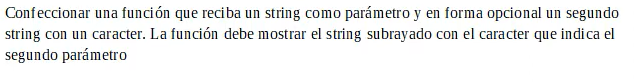 Confeccionar una función que reciba un string como parámetro y en forma opcional un segundo
string con un caracter. La función debe mostrar el string subrayado con el caracter que indica el
segundo parámetro